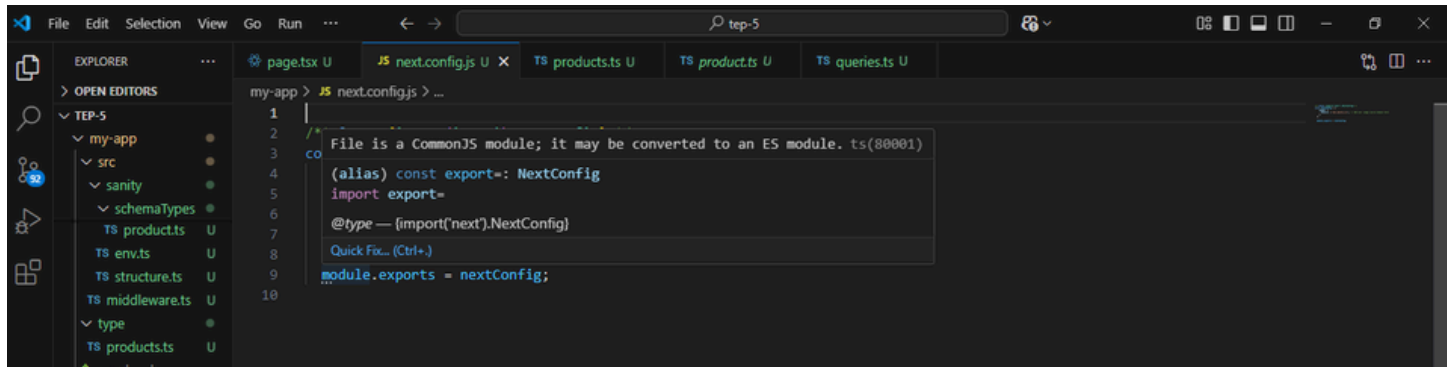 File Edit Selection View Go Run ... tep-5
EXPLORER ...
OPEN EDITORS
TEP-5
my-app
src
sanity
schemaTypes
TS product.ts U
TS env.ts U
TS structure.ts U
TS middleware.ts U
type
TS products.ts U
92
page.tsx U JS next.config.js U TS products.ts U TS product.ts U TS queries.ts U
my-app > JS next.config.js > ...
1
2 /*
3 co
4
5
6
7
8
9 module.exports = nextConfig;
10
File is a CommonJS module; it may be converted to an ES module. ts(80001)
(alias) const export=: NextConfig
import export=
@type — {import('next').NextConfig}
Quick Fix... (Ctrl+.)